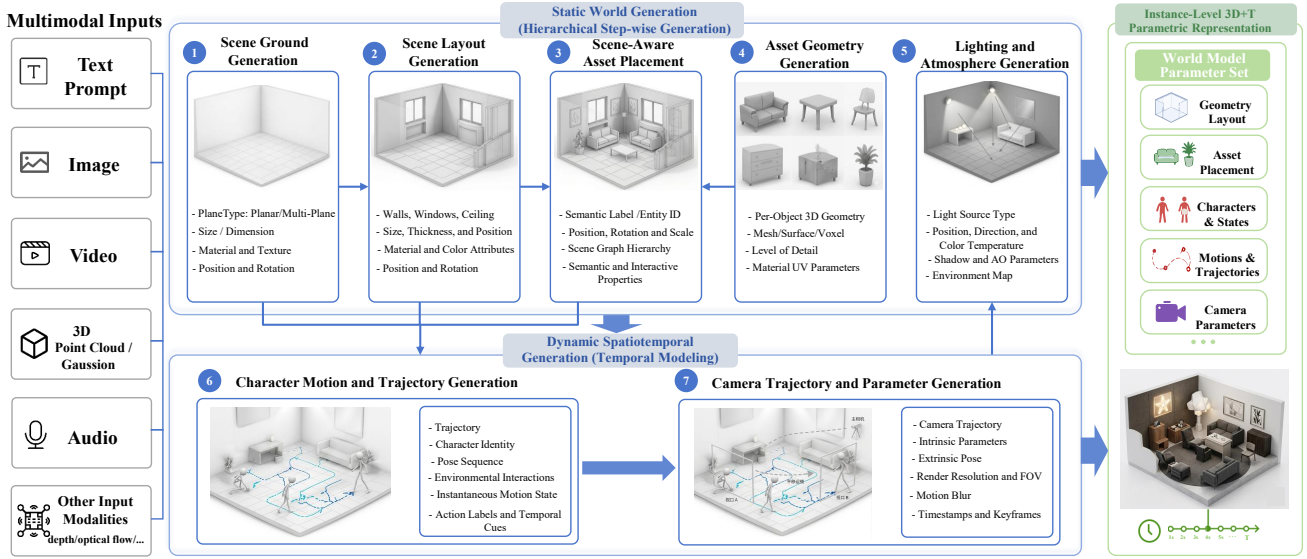 Multimodal Inputs
Text
Prompt
Image
Video
3D
Point Cloud /
Gaussion
Audio
Other Input
Modalities
depth/optical flow/...
Static World Generation
(Hierarchical Step-wise Generation)
1
Scene Ground
Generation
- PlaneType: Planar/Multi-Plane
- Size / Dimension
- Material and Texture
- Position and Rotation
2
Scene Layout
Generation
- Walls, Windows, Ceiling
- Size, Thickness, and Position
- Material and Color Attributes
- Position and Rotation
3
Scene-Aware
Asset Placement
- Semantic Label /Entity ID
- Position, Rotation and Scale
- Scene Graph Hierarchy
- Semantic and Interactive
Properties
4
Asset Geometry
Generation
- Per-Object 3D Geometry
- Mesh/Surface/Voxel
- Level of Detail
- Material UV Parameters
5
Lighting and
Atmosphere Generation
- Light Source Type
- Position, Direction, and
Color Temperature
- Shadow and AO Parameters
- Environment Map
Dynamic Spatiotemporal
Generation (Temporal Modeling)
6
Character Motion and Trajectory Generation
- Trajectory
- Character Identity
- Pose Sequence
- Environmental Interactions
- Instantaneous Motion State
- Action Labels and Temporal
Cues
7
Camera Trajectory and Parameter Generation
- Camera Trajectory
- Intrinsic Parameters
- Extrinsic Pose
- Render Resolution and FOV
- Motion Blur
- Timestamps and Keyframes
Instance-Level 3D+T
Parametric Representation
World Model
Parameter Set
Geometry
Layout
Asset
Placement
Characters
& States
Motions &
Trajectories
Camera
Parameters
1s 2s 3s 4s 5s ... T